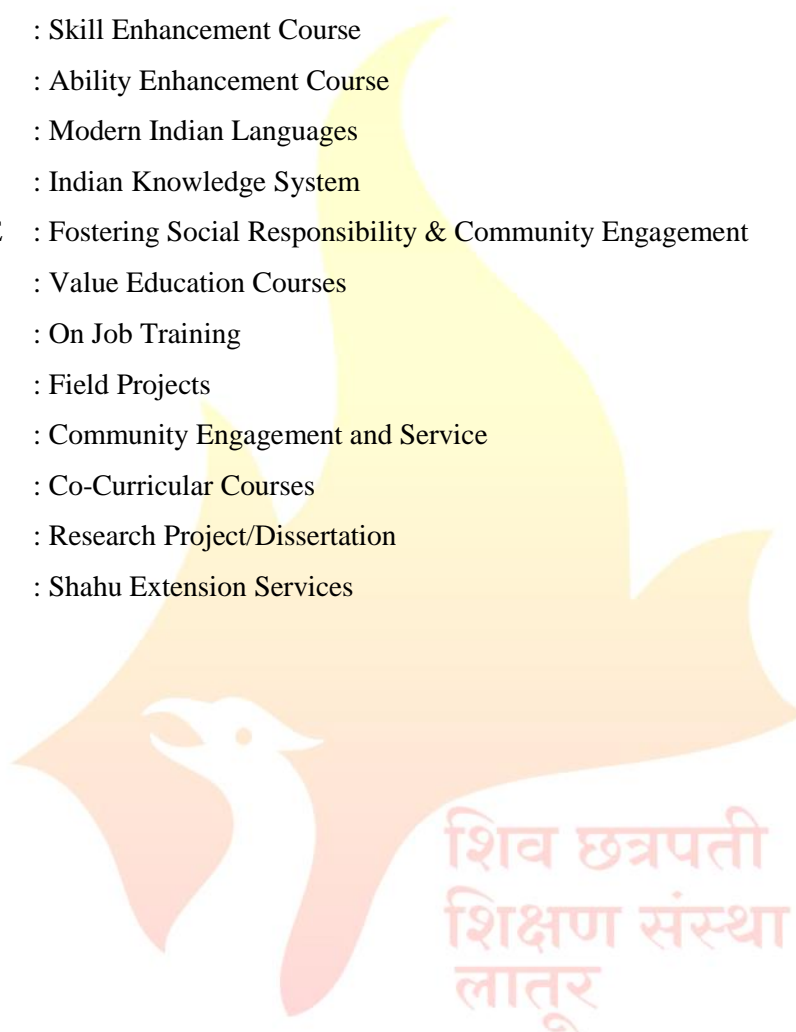 : Skill Enhancement Course
: Ability Enhancement Course
: Modern Indian Languages
: Indian Knowledge System
: Fostering Social Responsibility & Community Engagement
: Value Education Courses
: On Job Training
: Field Projects
: Community Engagement and Service
: Co-Curricular Courses
: Research Project/Dissertation
: Shahu Extension Services
शिव छत्रपती
शिक्षण संस्था
लातूर